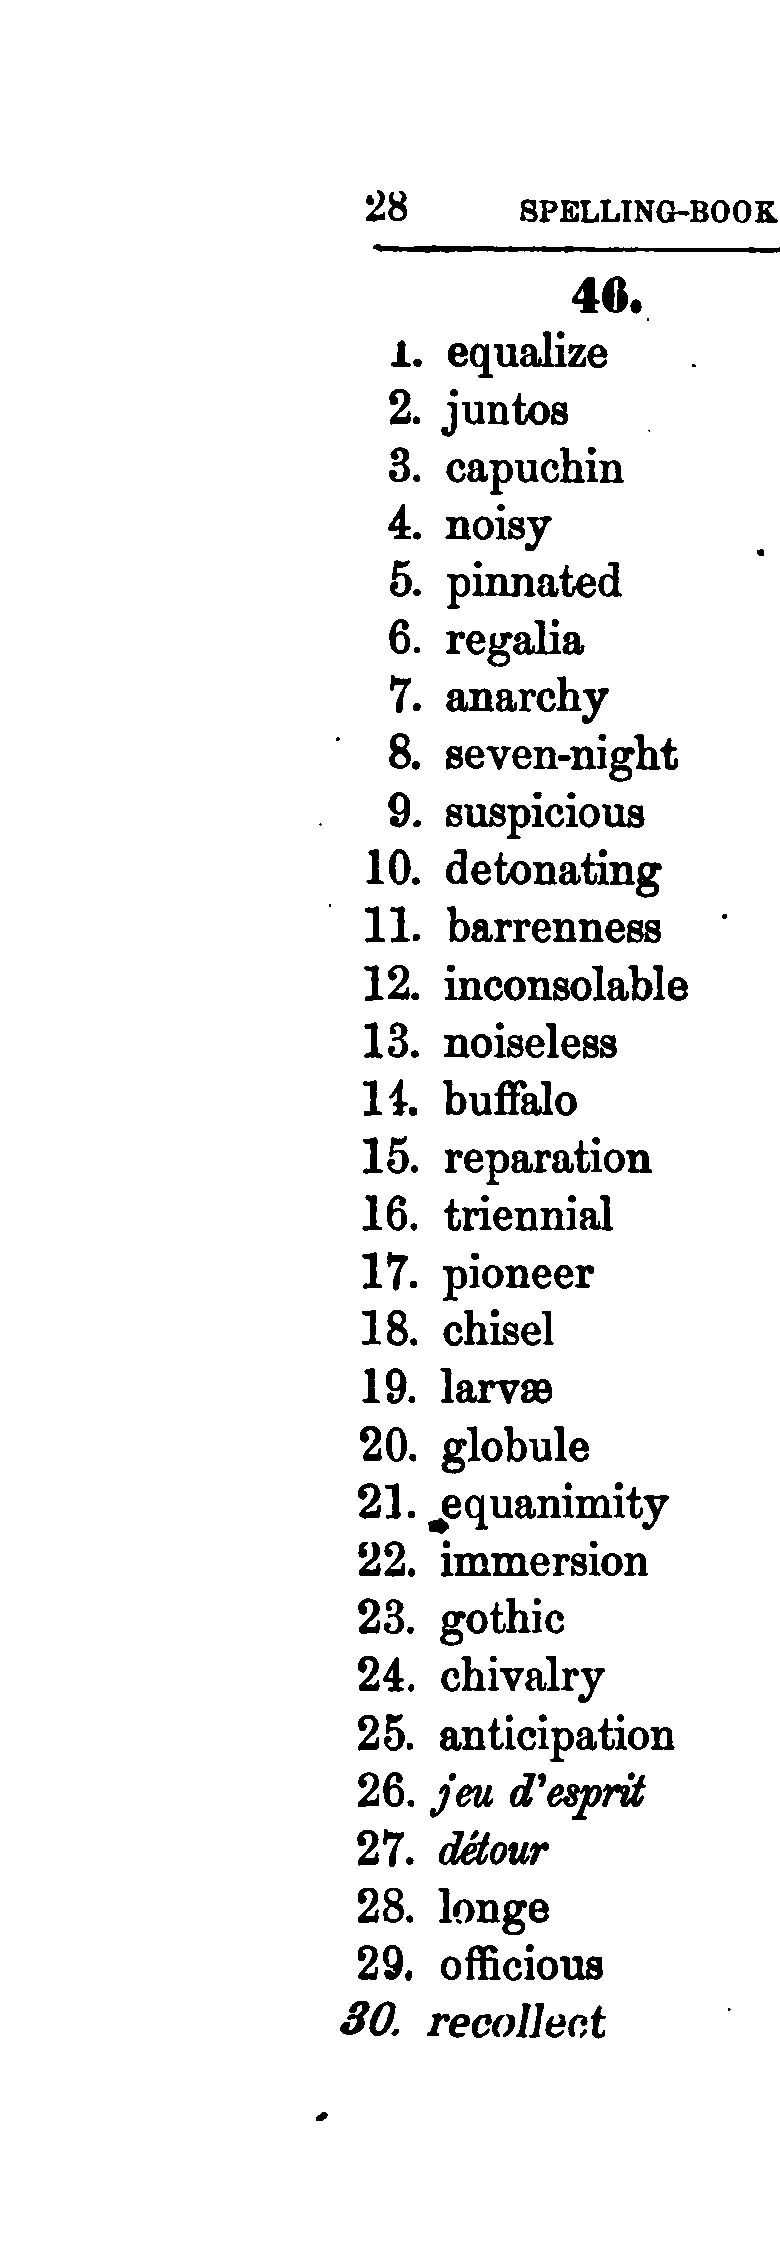 28 SPELLING-BOOK
46.
1. equalize
2. juntos
3. capuchin
4. noisy
5. pinnated
6. regalia
7. anarchy
8. seven-night
9. suspicious
10. detonating
11. barrenness
12. inconsolable
13. noiseless
14. buffalo
15. reparation
16. triennial
17. pioneer
18. chisel
19. larvæ
20. globule
21. equanimity
22. immersion
23. gothic
24. chivalry
25. anticipation
26. jeu d'esprit
27. détour
28. longe
29. officious
30. recollect